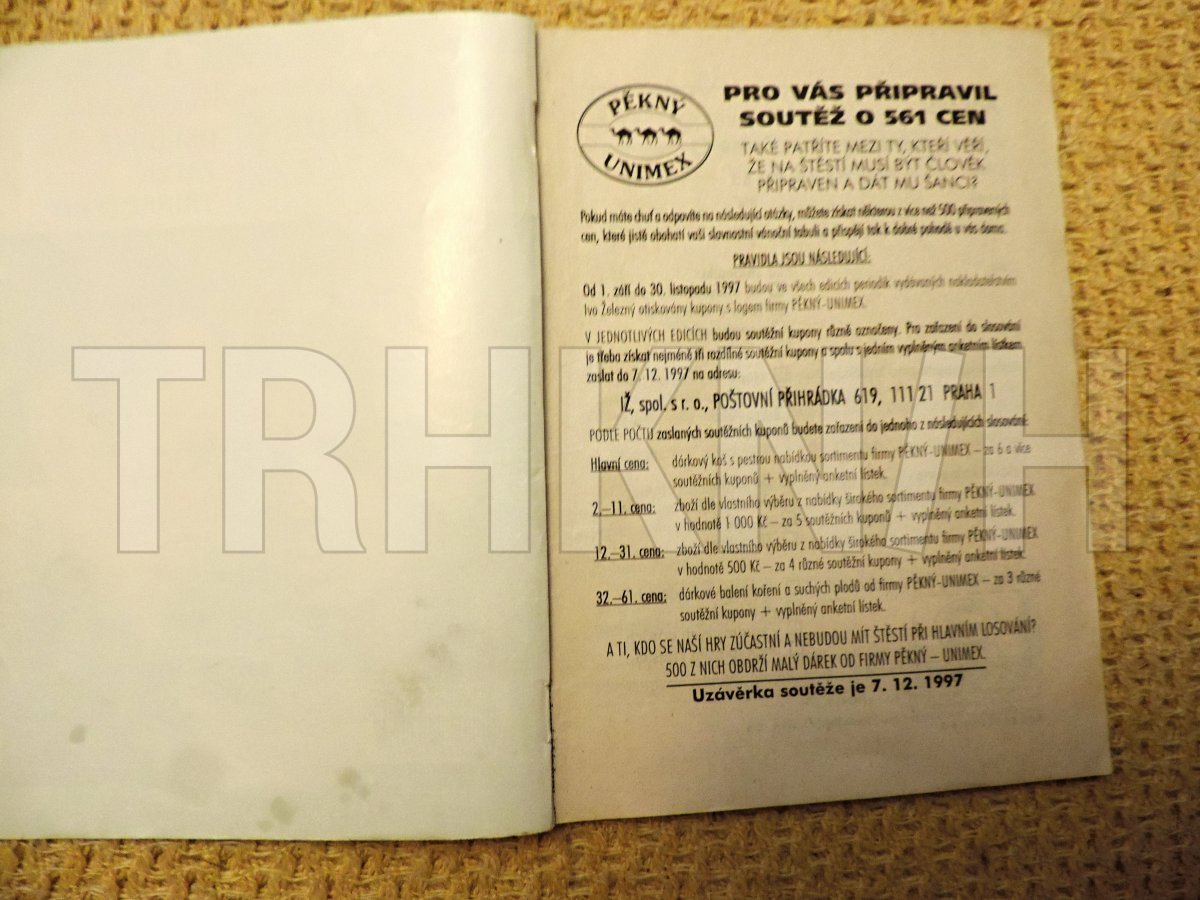 PĚKNÝ
UNIMEX
PRO VÁS PŘIPRAVIL
SOUTĚŽ O 561 CEN
TAKÉ PATŘÍTE MEZI TY, KTEŘÍ VĚŘÍ,
ŽE NA ŠTĚSTÍ MUSÍ BÝT ČLOVĚK
PŘIPRAVEN A DÁT MU ŠANCI?
Pokud máte chuť a odpovíte na následující otázky, můžete získat některou z více než 500 připravených
cen, které jistě obohatí vaši slavnostní vánoční tabuli a přispějí tak k dobré pohodě u vás doma.
PRAVIDLA JSOU NÁSLEDUJÍCÍ:
Od 1. září do 30. listopadu 1997 budou ve všech edicích periodik vydávaných nakladatelstvím
Ivo Železný otiskovány kupony s logem firmy PĚKNÝ-UNIMEX.
V JEDNOTLIVÝCH EDICÍCH budou soutěžní kupony různě označeny. Pro zařazení do slosování
je třeba získat nejméně tři rozdílné soutěžní kupony a spolu s jedním vyplněným anketním lístkem
zaslat do 7. 12. 1997 na adresu:
IŽ, spol. s r. o., POŠTOVNÍ PŘIHRÁDKA 619, 111 21 PRAHA 1
PODLE POČTU zaslaných soutěžních kuponů budete zařazeni do jednoho z následujících slosování:
Hlavní cena: dárkový koš s pestrou nabídkou sortimentu firmy PĚKNÝ-UNIMEX – za 6 a více
soutěžních kuponů + vyplněný anketní lístek.
2.–11. cena: zboží dle vlastního výběru z nabídky širokého sortimentu firmy PĚKNÝ-UNIMEX
v hodnotě 1 000 Kč – za 5 soutěžních kuponů + vyplněný anketní lístek.
12.–31. cena: zboží dle vlastního výběru z nabídky širokého sortimentu firmy PĚKNÝ-UNIMEX
v hodnotě 500 Kč – za 4 různé soutěžní kupony + vyplněný anketní lístek.
32.–61. cena: dárkové balení koření a suchých plodů od firmy PĚKNÝ-UNIMEX – za 3 různé
soutěžní kupony + vyplněný anketní lístek.
A TI, KDO SE NAŠÍ HRY ZÚČASTNÍ A NEBUDOU MÍT ŠTĚSTÍ PŘI HLAVNÍM LOSOVÁNÍ?
500 Z NICH OBDRŽÍ MALÝ DÁREK OD FIRMY PĚKNÝ – UNIMEX.
Uzávěrka soutěže je 7. 12. 1997